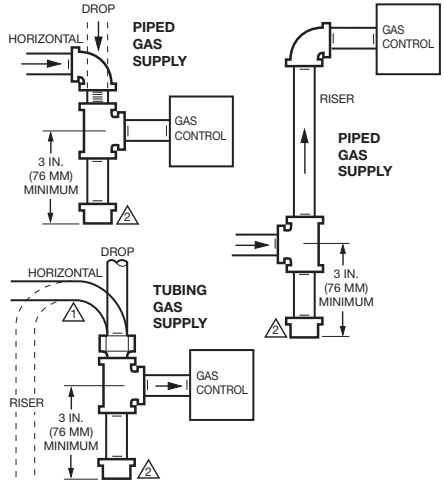 DROP
HORIZONTAL
PIPED
GAS
SUPPLY
GAS
CONTROL
3 IN.
(76 MM)
MINIMUM
2
GAS
CONTROL
RISER
PIPED
GAS
SUPPLY
3 IN.
(76 MM)
MINIMUM
2
DROP
HORIZONTAL
1
TUBING
GAS
SUPPLY
GAS
CONTROL
RISER
3 IN.
(76 MM)
MINIMUM
2